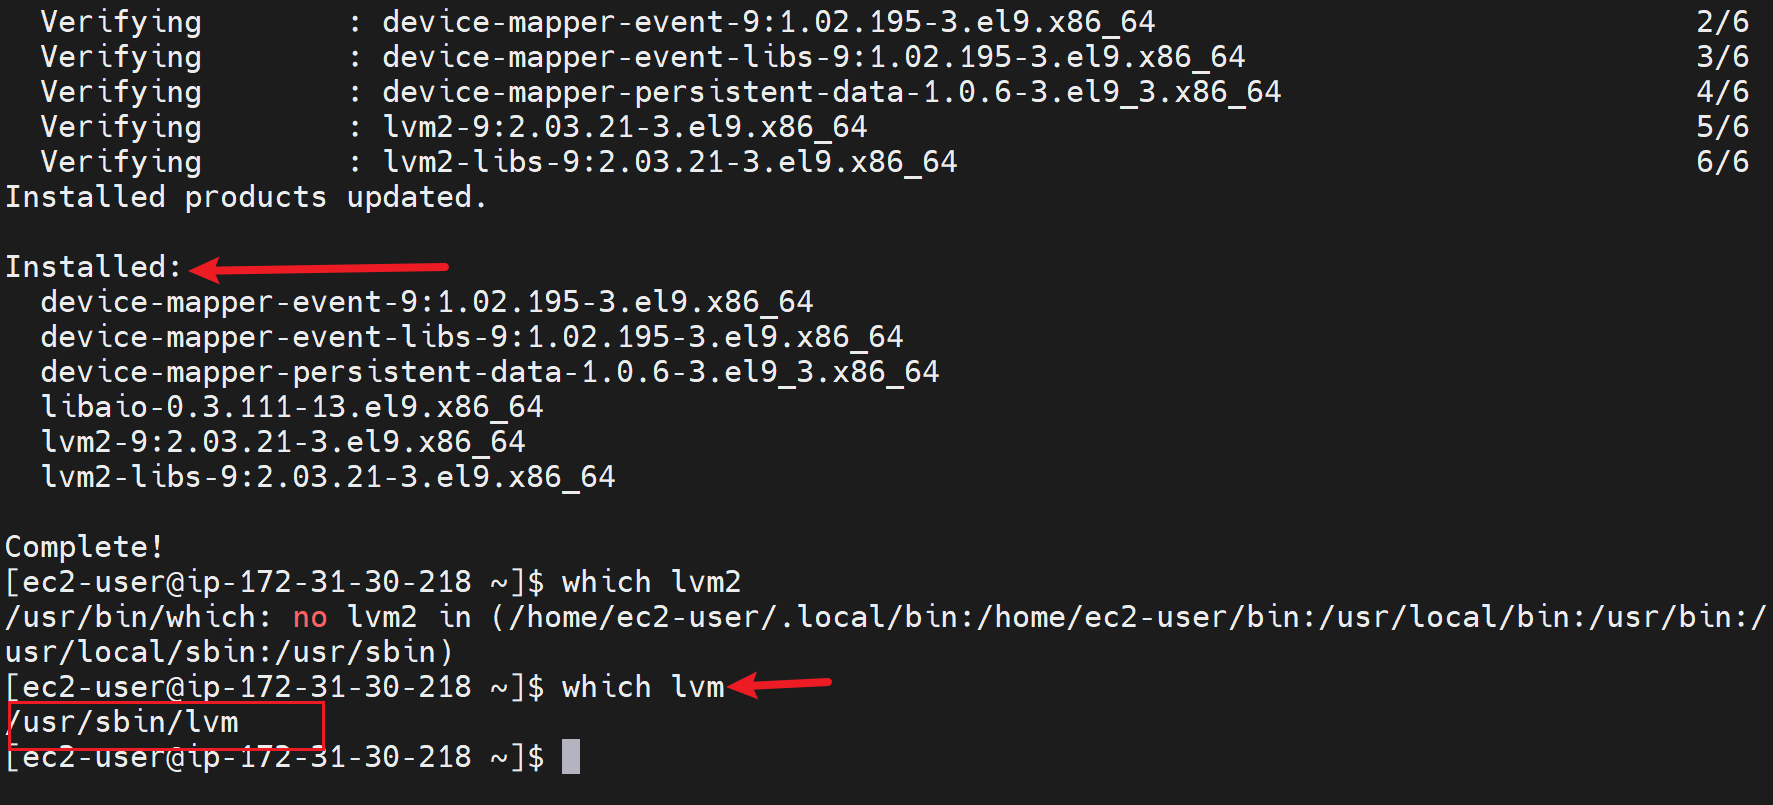 Verifying        : device-mapper-event-9:1.02.195-3.el9.x86_64                              2/6
Verifying        : device-mapper-event-libs-9:1.02.195-3.el9.x86_64                         3/6
Verifying        : device-mapper-persistent-data-1.0.6-3.el9_3.x86_64                       4/6
Verifying        : lvm2-9:2.03.21-3.el9.x86_64                                              5/6
Verifying        : lvm2-libs-9:2.03.21-3.el9.x86_64                                         6/6
Installed products updated.
Installed:
device-mapper-event-9:1.02.195-3.el9.x86_64
device-mapper-event-libs-9:1.02.195-3.el9.x86_64
device-mapper-persistent-data-1.0.6-3.el9_3.x86_64
libaio-0.3.111-13.el9.x86_64
lvm2-9:2.03.21-3.el9.x86_64
lvm2-libs-9:2.03.21-3.el9.x86_64
Complete!
[ec2-user@ip-172-31-30-218 ~]$ which lvm2
/usr/bin/which: no lvm2 in (/home/ec2-user/.local/bin:/home/ec2-user/bin:/usr/local/bin:/usr/bin:/
usr/local/sbin:/usr/sbin)
[ec2-user@ip-172-31-30-218 ~]$ which lvm
/usr/sbin/lvm
[ec2-user@ip-172-31-30-218 ~]$